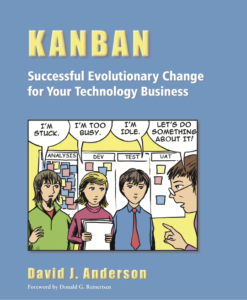 KANBAN
Successful Evolutionary Change
for Your Technology Business
I'M
STUCK.
I'M TOO
BUSY.
I'M
IDLE.
LET'S DO
SOMETHING
ABOUT IT!
ANALYSIS
DEV
TEST
UAT
David J. Anderson
Foreword by Donald G. Reinertsen